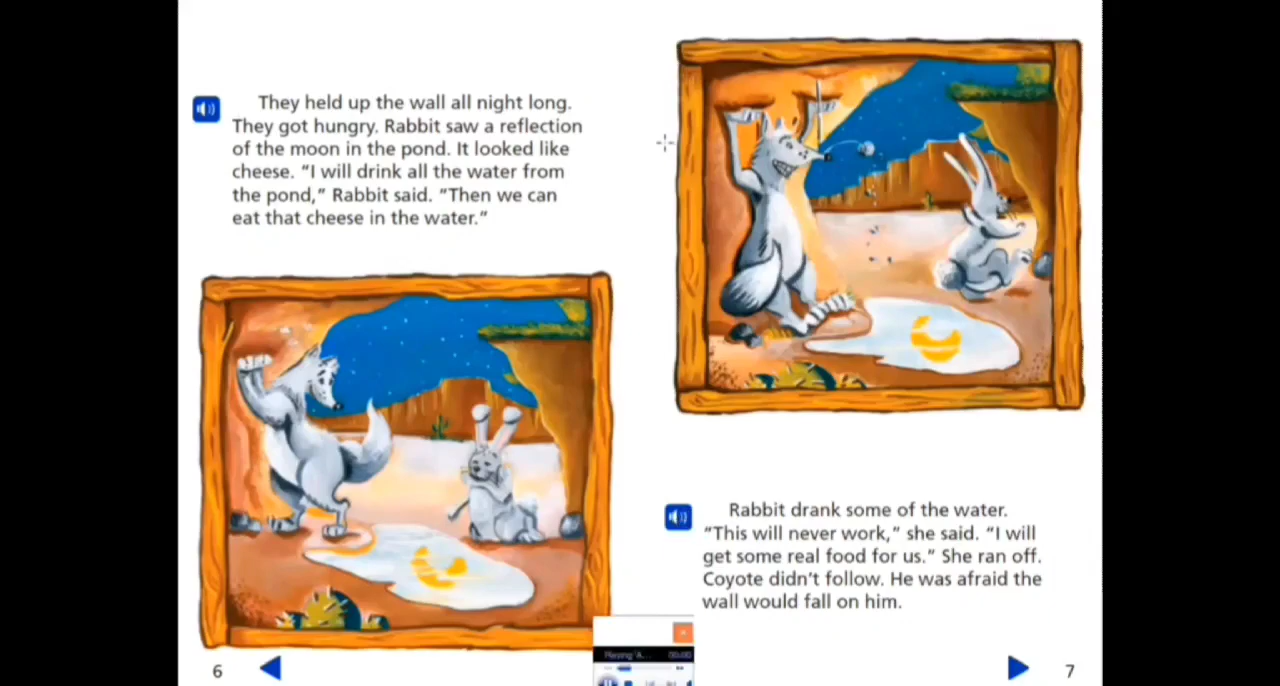 They held up the wall all night long.
They got hungry. Rabbit saw a reflection
of the moon in the pond. It looked like
cheese. “I will drink all the water from
the pond,” Rabbit said. “Then we can
eat that cheese in the water.”
Rabbit drank some of the water.
“This will never work,” she said. “I will
get some real food for us.” She ran off.
Coyote didn’t follow. He was afraid the
wall would fall on him.
Playing
00:00
6
7